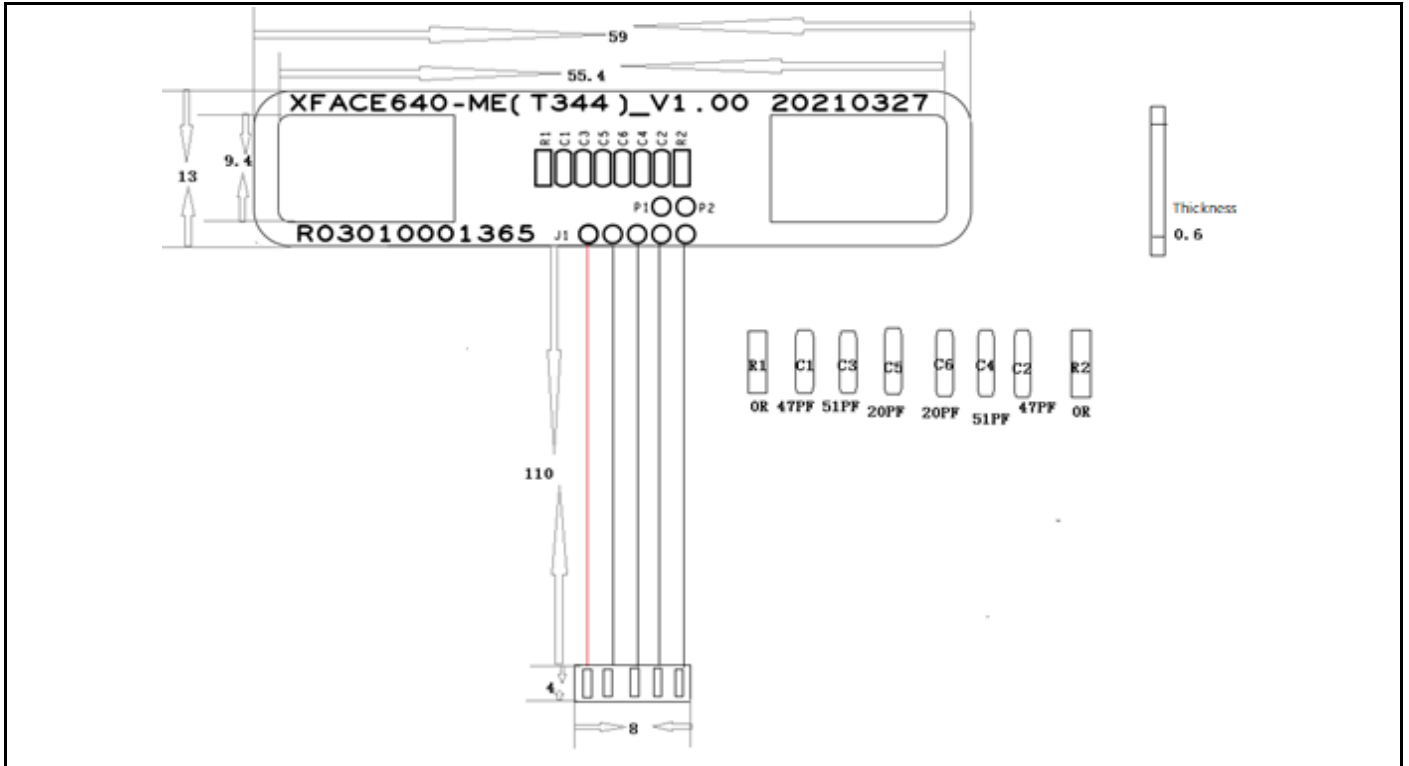 59
55.4
XFACE640-ME(T344)_V1.00 20210327
R1 C1 C3 C5 C6 C4 C2 R2
9.4
13
P1 P2
R03010001365 J1
Thickness
0.6
R1 C1 C3 C5 C6 C4 C2 R2
0R 47PF 51PF 20PF 20PF 51PF 47PF 0R
110
4
8